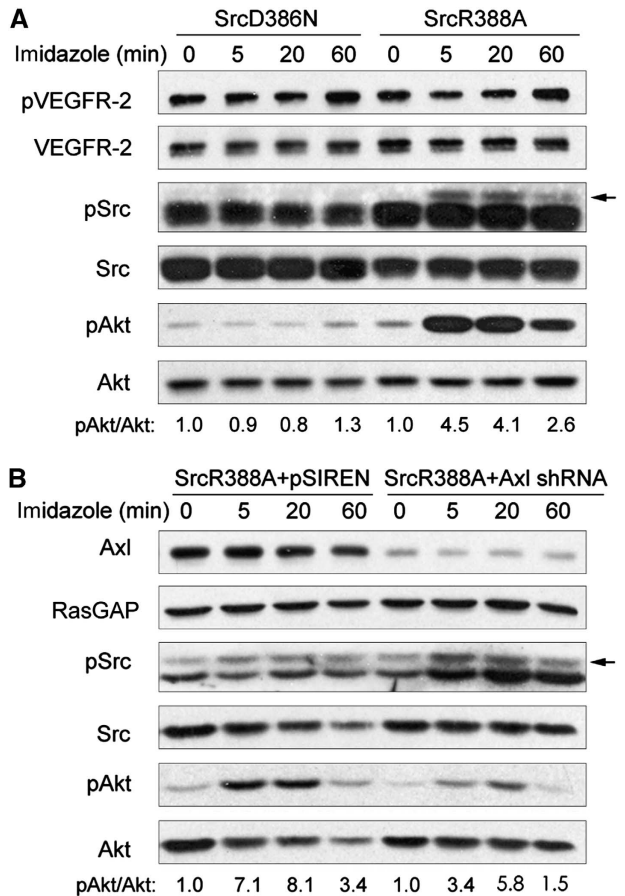 A
SrcD386N SrcR388A
Imidazole (min) 0 5 20 60 0 5 20 60
pVEGFR-2
VEGFR-2
pSrc
Src
pAkt
Akt
pAkt/Akt: 1.0 0.9 0.8 1.3 1.0 4.5 4.1 2.6
B
SrcR388A+pSIREN SrcR388A+Axl shRNA
Imidazole (min) 0 5 20 60 0 5 20 60
Axl
RasGAP
pSrc
Src
pAkt
Akt
pAkt/Akt: 1.0 7.1 8.1 3.4 1.0 3.4 5.8 1.5